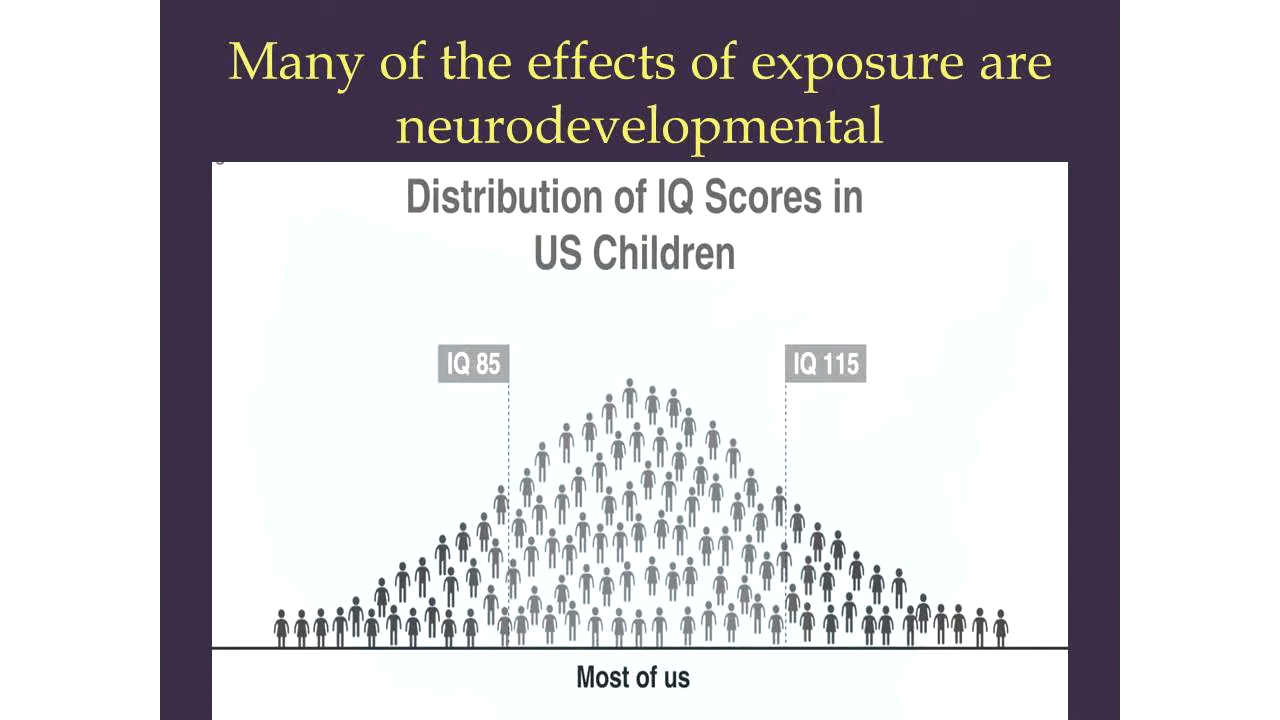 Many of the effects of exposure are
neurodevelopmental
Distribution of IQ Scores in
US Children
IQ 85
IQ 115
Most of us